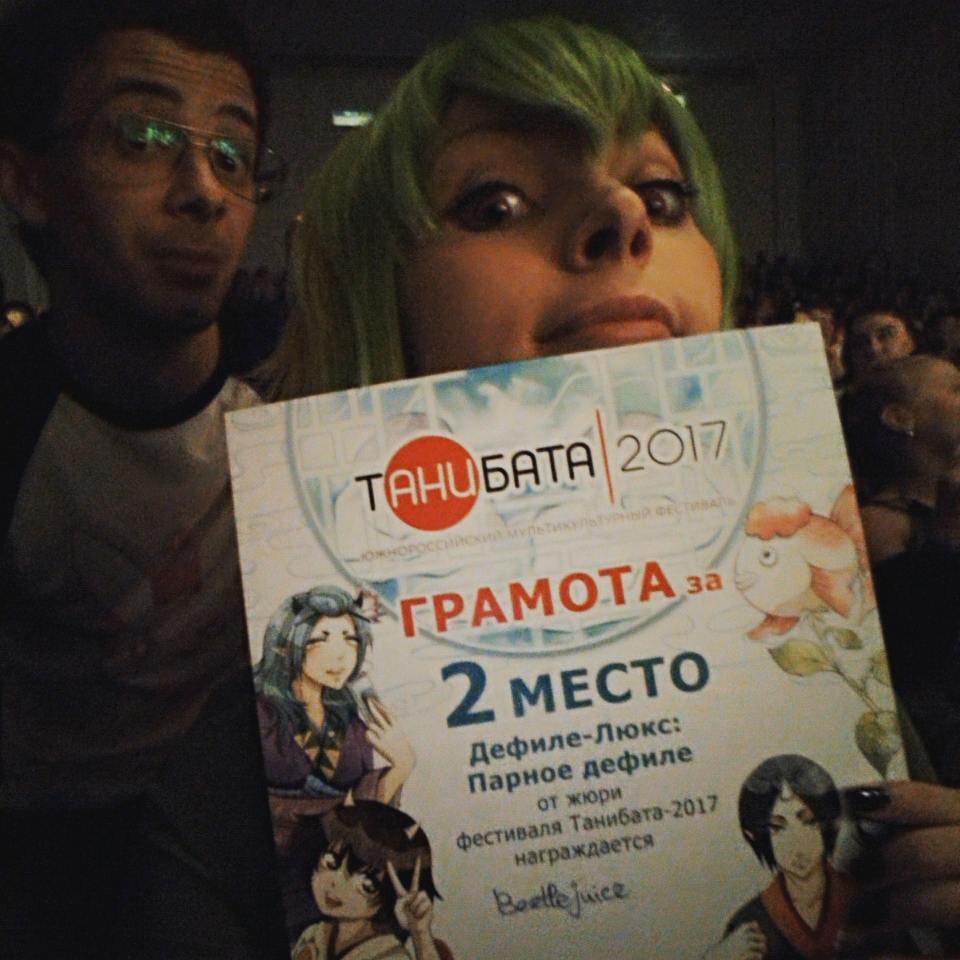 ТАНИБАТА 2017
ЮЖНОРОССИЙСКИЙ МУЛЬТИКУЛЬТУРНЫЙ ФЕСТИВАЛЬ
ГРАМОТА за
2 МЕСТО
Дефиле-Люкс:
Парное дефиле
от жюри
фестиваля Танибата-2017
награждается
Beetlejuice